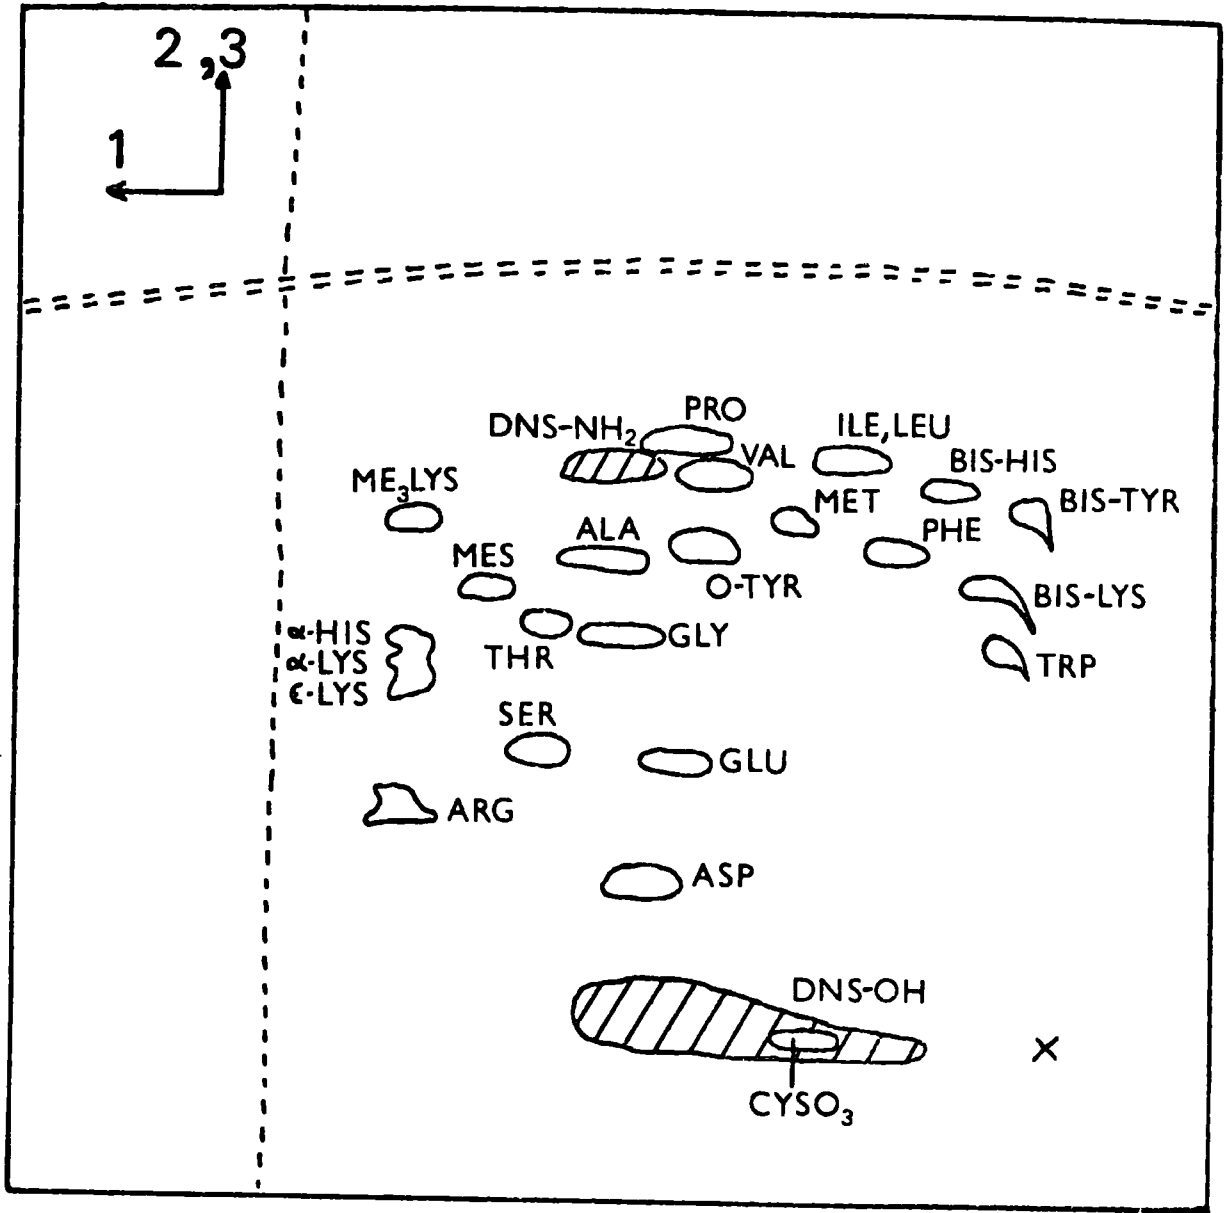 2,3
1
PRO
DNS-NH₂
ILE,LEU
VAL
BIS-HIS
ME₃LYS
MET
BIS-TYR
ALA
PHE
MES
O-TYR
BIS-LYS
α-HIS
GLY
THR
α-LYS
TRP
ε-LYS
SER
GLU
ARG
ASP
DNS-OH
×
CYSO₃